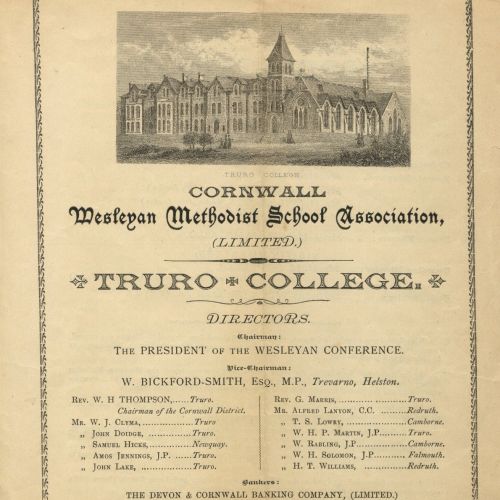 TRURO COLLEGE
CORNWALL
Wesleyan Methodist School Association,
(LIMITED.)
TRURO + COLLEGE.
DIRECTORS.
Chairman:
THE PRESIDENT OF THE WESLEYAN CONFERENCE.
Vice-Chairman:
W. BICKFORD-SMITH, ESQ., M.P., Trevarno, Helston.
REV. W. H THOMPSON,.....Truro.
Chairman of the Cornwall District.
MR. W. J. CLYMA,..................Truro
„ JOHN DOIDGE,...............Truro.
„ SAMUEL HICKS,............Newquay.
„ AMOS JENNINGS, J.P. ......Truro.
„ JOHN LAKE, ..................Truro.
REV. G. MARRIS,........................Truro.
MR. ALFRED LANYON, C.C. .........Redruth.
„ T. S. LOWRY,..................Camborne.
„ W. H. P. MARTIN, J.P.........Truro.
„ W. RABLING, J.P...............Camborne.
„ W. H. SOLOMON, J.P.........Falmouth.
„ H. T. WILLIAMS, ...............Redruth.
Bankers:
THE DEVON & CORNWALL BANKING COMPANY, (LIMITED.)